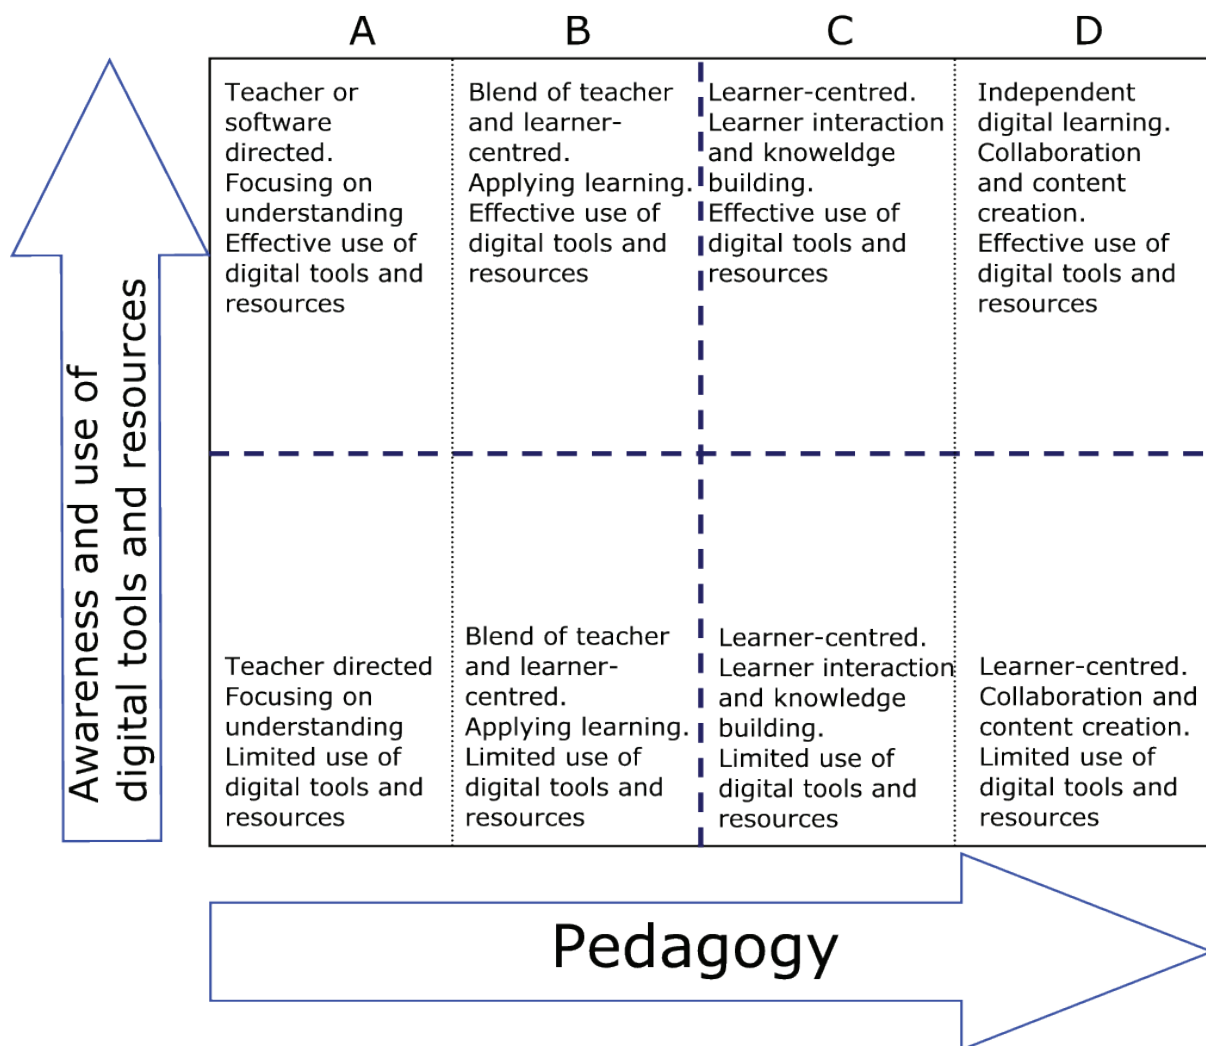 A
B
C
D
Teacher or
software
directed.
Focusing on
understanding
Effective use of
digital tools and
resources
Blend of teacher
and learner-
centred.
Applying learning.
Effective use of
digital tools and
resources
Learner-centred.
Learner interaction
and knoweldge
building.
Effective use of
digital tools and
resources
Independent
digital learning.
Collaboration
and content
creation.
Effective use of
digital tools and
resources
Awareness and use of
digital tools and resources
Teacher directed
Focusing on
understanding
Limited use of
digital tools and
resources
Blend of teacher
and learner-
centred.
Applying learning.
Limited use of
digital tools and
resources
Learner-centred.
Learner interaction
and knowledge
building.
Limited use of
digital tools and
resources
Learner-centred.
Collaboration and
content creation.
Limited use of
digital tools and
resources
Pedagogy